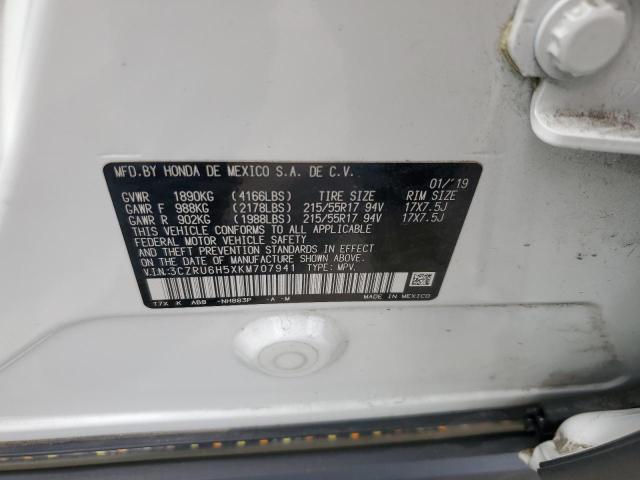 MFD.BY HONDA DE MEXICO S.A. DE C.V.
01/'19
GVWR 1890KG (4166LBS) TIRE SIZE RIM SIZE
GAWR F 988KG (2178LBS) 215/55R17 94V 17X7.5J
GAWR R 902KG (1988LBS) 215/55R17 94V 17X7.5J
THIS VEHICLE CONFORMS TO ALL APPLICABLE
FEDERAL MOTOR VEHICLE SAFETY
AND THEFT PREVENTION STANDARDS IN EFFECT ON THE
DATE OF MANUFACTURE SHOWN ABOVE.
V.I.N:3CZRU6H5XKM707941 TYPE: MPV
T7X K AB0 -NH883P -A -M MADE IN MEXICO